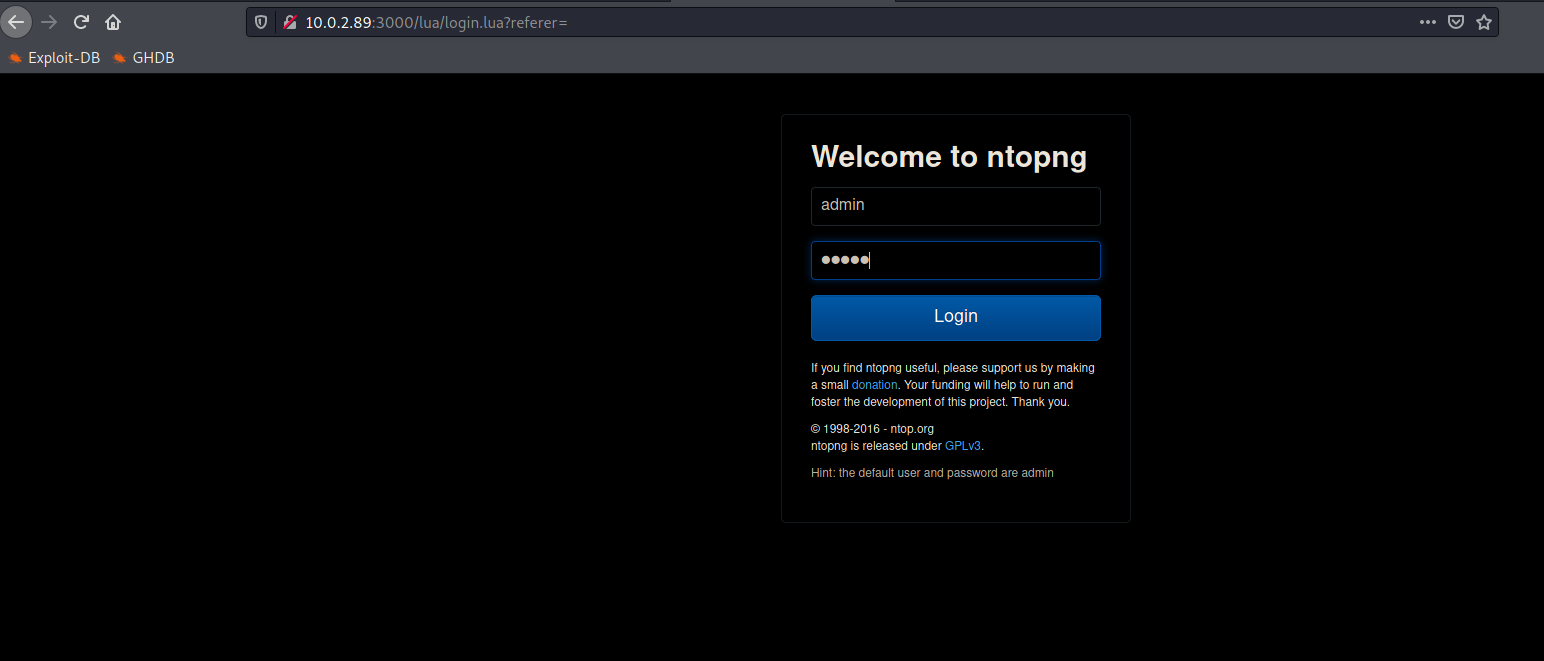 10.0.2.89:3000/lua/login.lua?referer=
Exploit-DB GHDB
Welcome to ntopng
admin
●●●●●
Login
If you find ntopng useful, please support us by making
a small donation. Your funding will help to run and
foster the development of this project. Thank you.
© 1998-2016 - ntop.org
ntopng is released under GPLv3.
Hint: the default user and password are admin